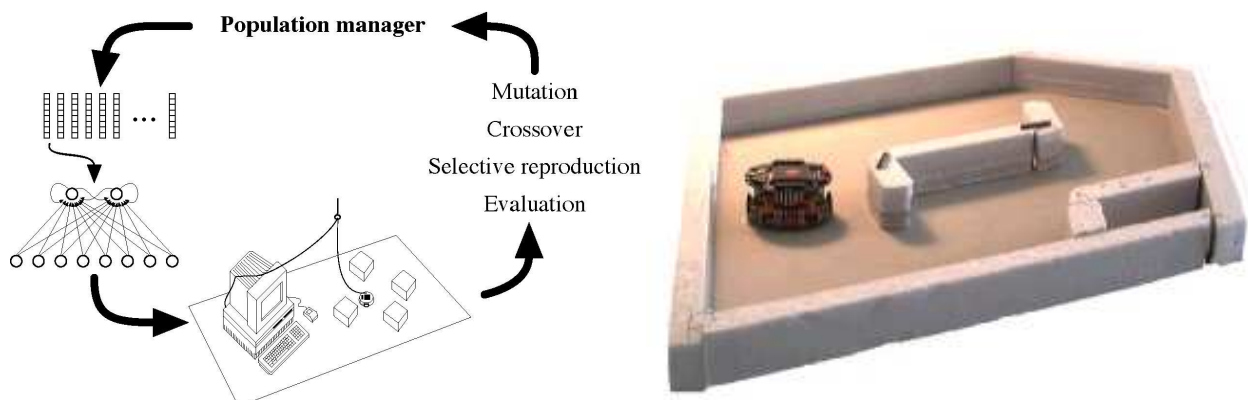 Population manager
Mutation
Crossover
Selective reproduction
Evaluation